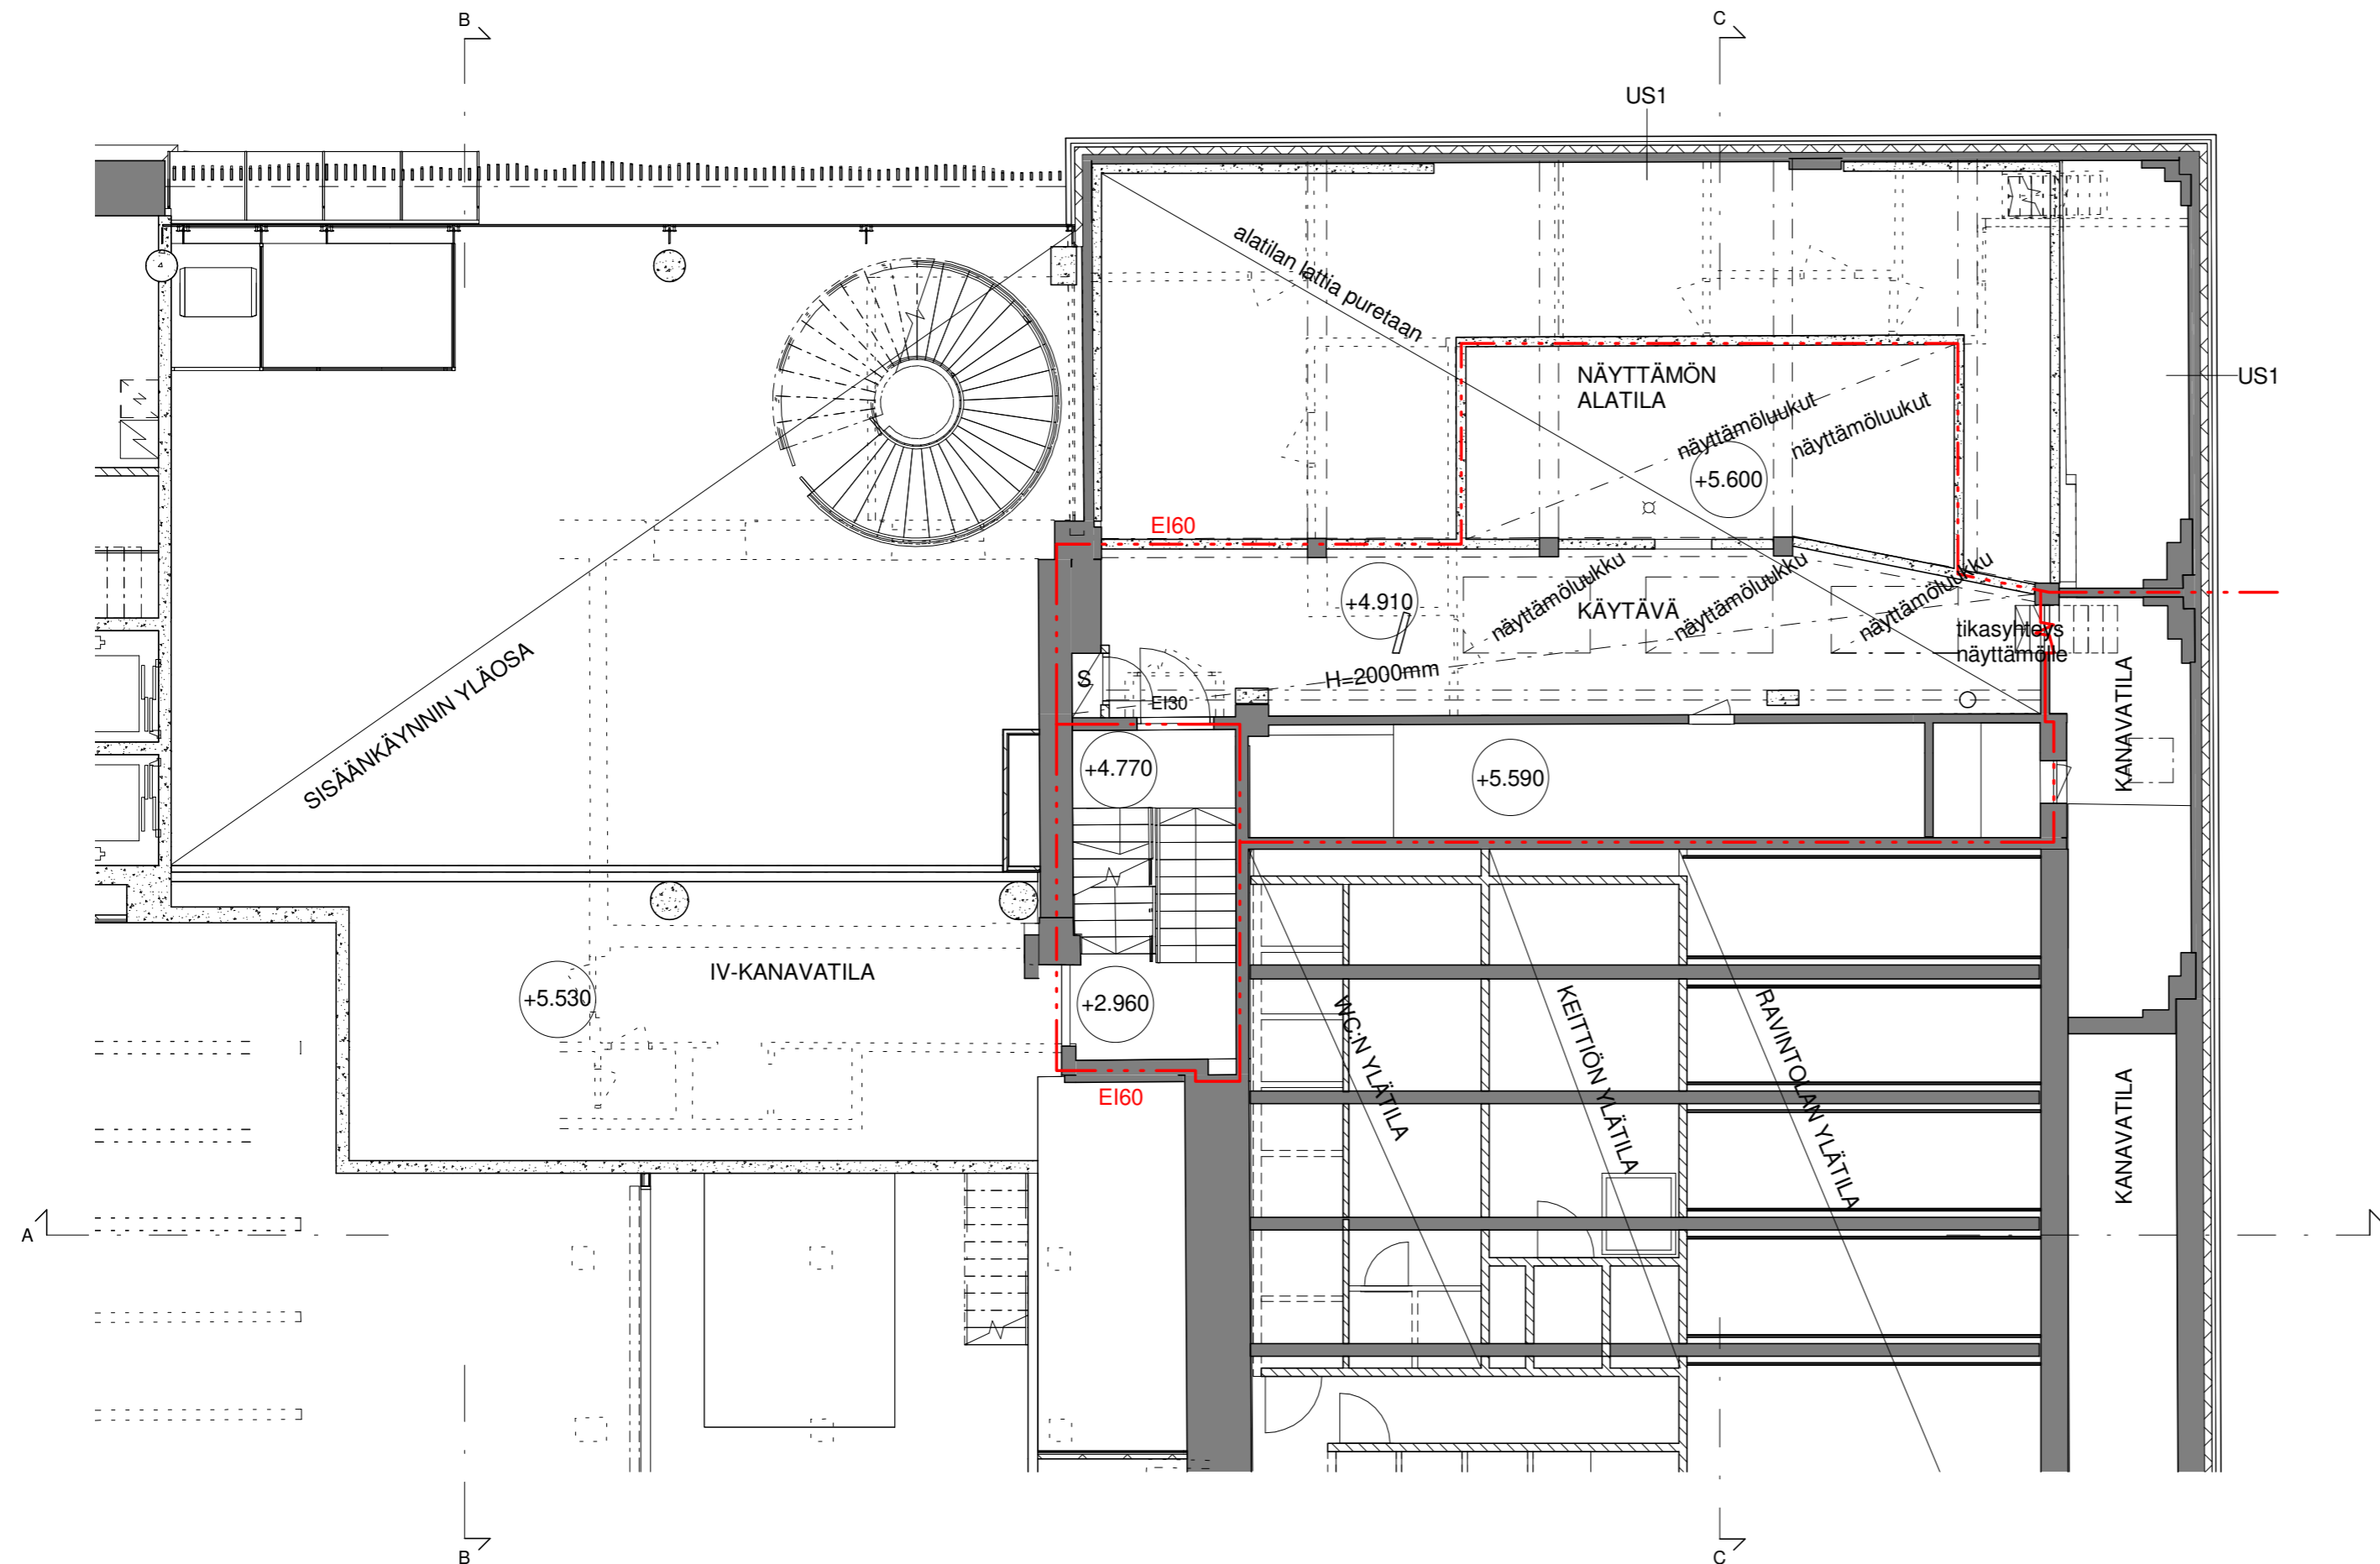 B
C
US1
alatilan lattia puretaan
NÄYTTÄMÖN
ALATILA
näyttämöluukut
näyttämöluukut
US1
+5.600
EI60
+4.910
näyttämöluukku
KÄYTÄVÄ
näyttämöluukku
näyttämöluukku
tikasyhteys
näyttämölle
H=2000mm
S
EI30
SISÄÄNKÄYNNIN YLÄOSA
+4.770
+5.590
KANAVATILA
IV-KANAVATILA
+5.530
+2.960
EI60
WC:N YLÄTILA
KEITTIÖN YLÄTILA
RAVINTOLAN YLÄTILA
KANAVATILA
A
B
C